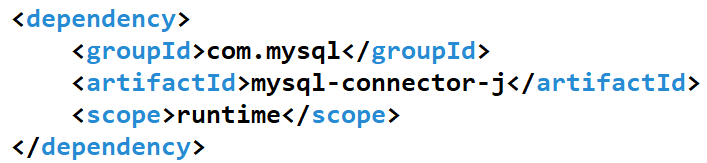 <dependency>
    <groupId>com.mysql</groupId>
    <artifactId>mysql-connector-j</artifactId>
    <scope>runtime</scope>
</dependency>